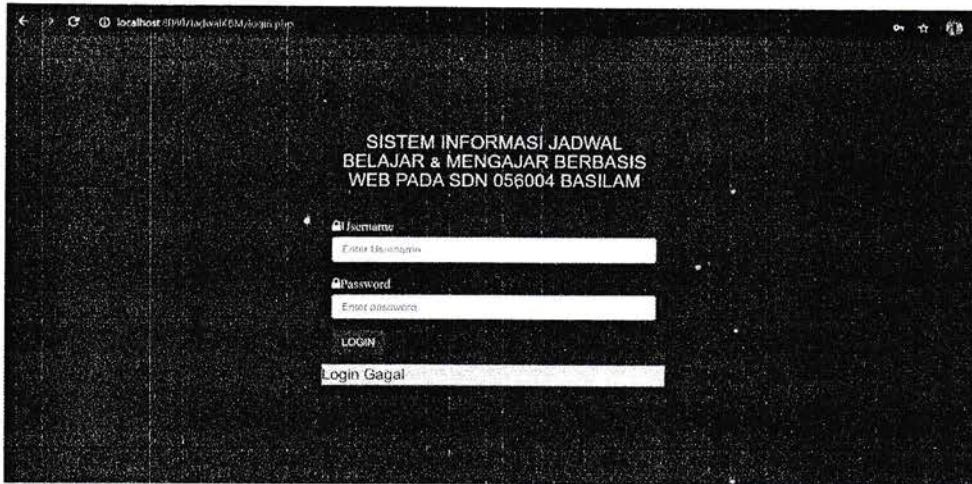 localhost
SISTEM INFORMASI JADWAL
BELAJAR & MENGAJAR BERBASIS
WEB PADA SDN 056004 BASILAM
Username
Enter Username
Password
Enter password
LOGIN
Login Gagal